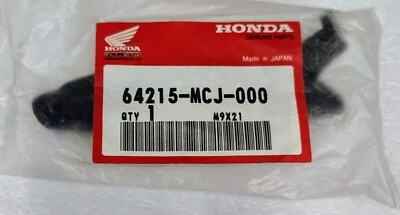 HONDA
HONDA
GENUINE PARTS
Made in JAPAN
64215-MCJ-000
QTY 1 M9X21